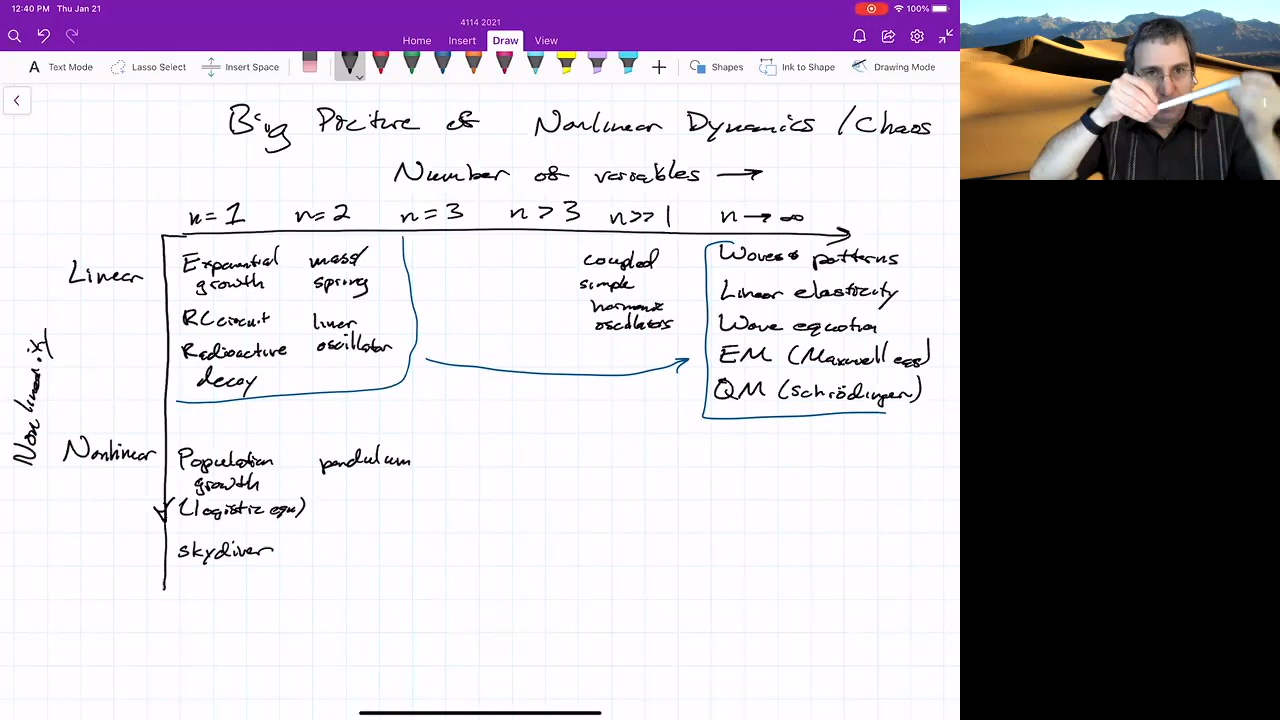 12:40 PM Thu Jan 21
100%
4114 2021
Home Insert Draw View
Text Mode Lasso Select Insert Space Shapes Ink to Shape Drawing Mode
Big Picture of Nonlinear Dynamics / Chaos
Number of variables →
n = 1 n = 2 n = 3 n > 3 n >> 1 n → ∞
Linear
Exponential
growth
RC circuit
Radioactive
decay
mass/
spring
linear
oscillator
coupled
simple
harmonic
oscillators
Waves & patterns
Linear elasticity
Wave equation
EM (Maxwell eqs)
QM (Schrödinger)
Nonlinearity
Nonlinear
Population
growth
(logistic eqn)
skydiver
pendulum